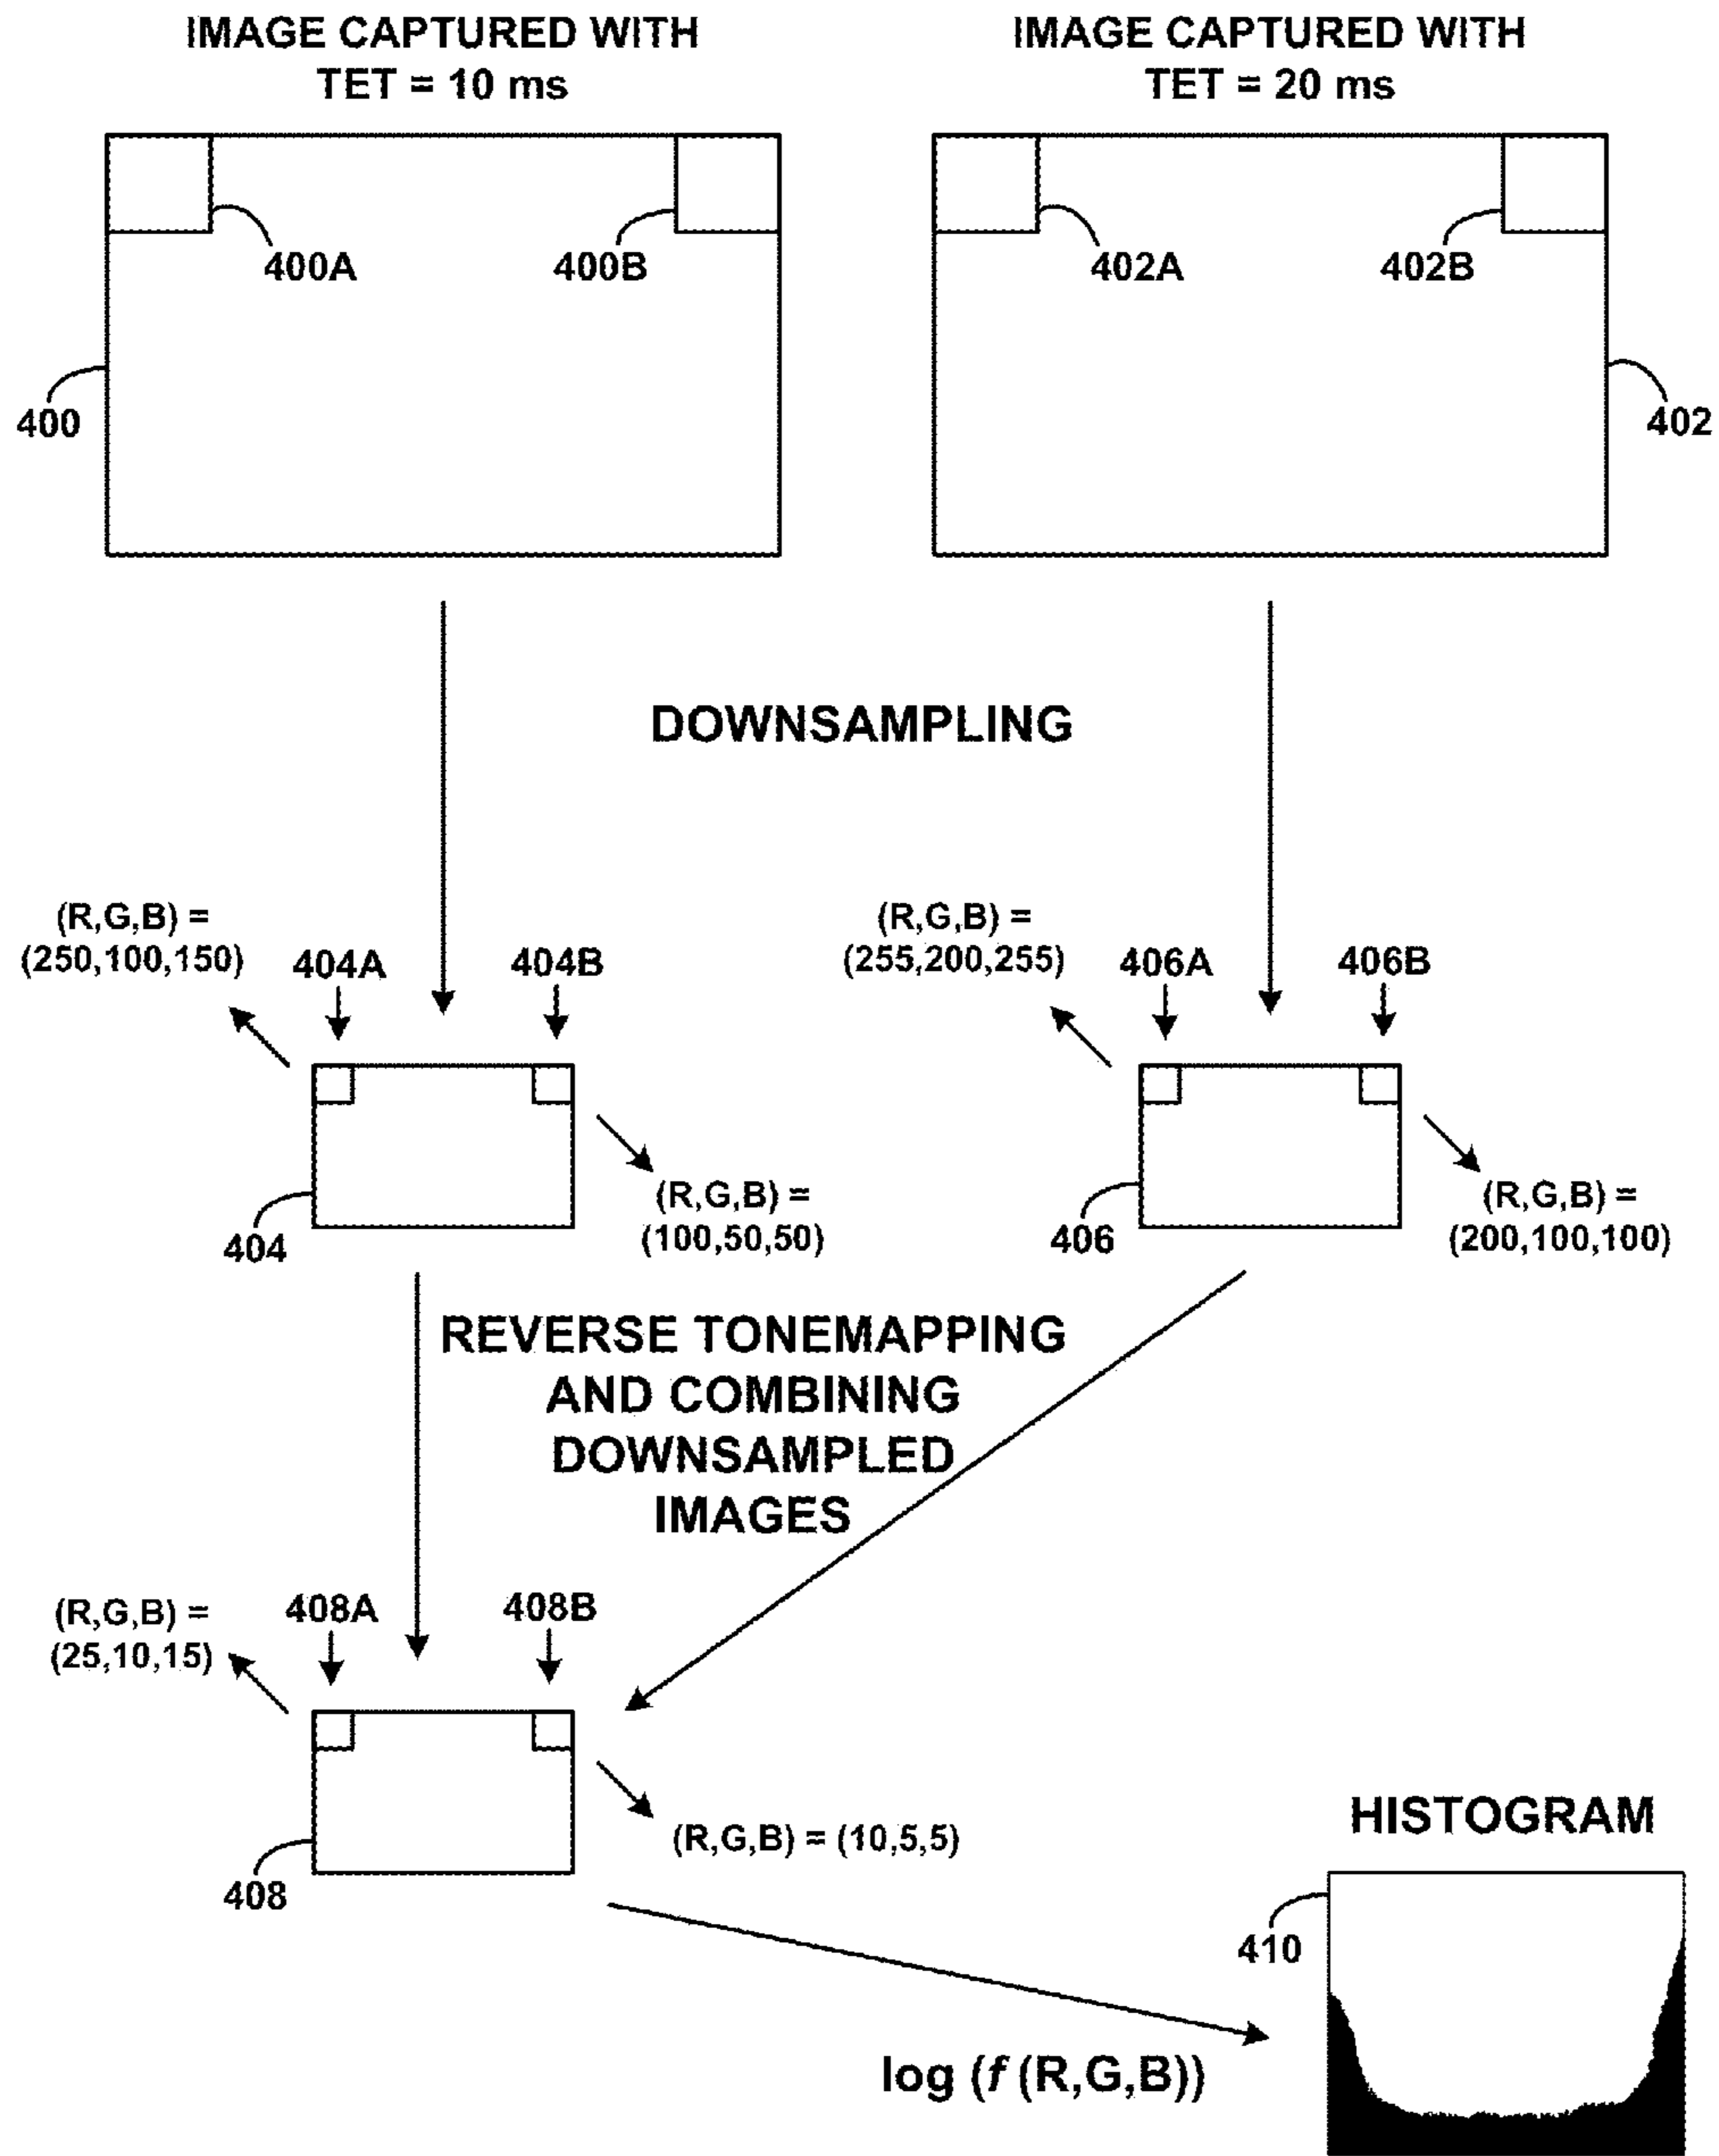 IMAGE CAPTURED WITH
TET = 10 ms
IMAGE CAPTURED WITH
TET = 20 ms
400A
400B
402A
402B
400
402
DOWNSAMPLING
(R,G,B) =
(250,100,150)
404A
404B
(R,G,B) =
(255,200,255)
406A
406B
404
(R,G,B) =
(100,50,50)
406
(R,G,B) =
(200,100,100)
REVERSE TONEMAPPING
AND COMBINING
DOWNSAMPLED
IMAGES
(R,G,B) =
(25,10,15)
408A
408B
408
(R,G,B) = (10,5,5)
HISTOGRAM
410
log (f (R,G,B))